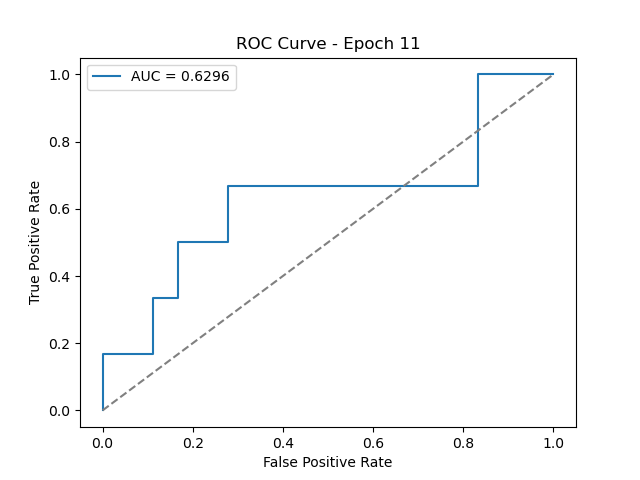 ROC Curve - Epoch 11
AUC = 0.6296
1.0
0.8
0.6
0.4
0.2
0.0
True Positive Rate
0.0 0.2 0.4 0.6 0.8 1.0
False Positive Rate